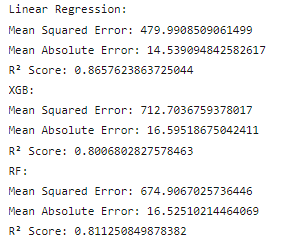 Linear Regression:
Mean Squared Error: 479.9908509061499
Mean Absolute Error: 14.539094842582617
R² Score: 0.8657623863725044
XGB:
Mean Squared Error: 712.7036759378017
Mean Absolute Error: 16.59518675042411
R² Score: 0.8006802827578463
RF:
Mean Squared Error: 674.9067025736446
Mean Absolute Error: 16.52510214464069
R² Score: 0.811250849878382